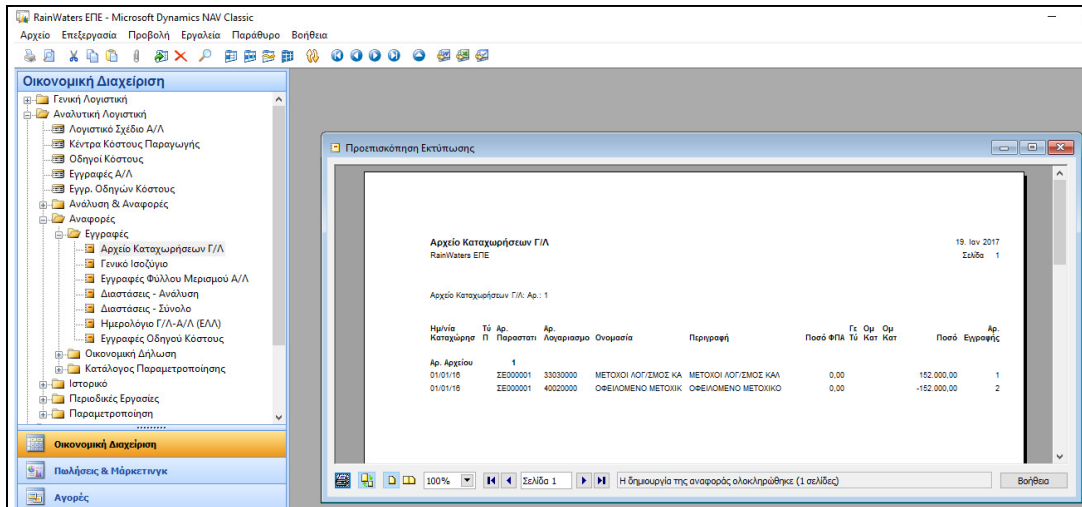 RainWaters ΕΠΕ - Microsoft Dynamics NAV Classic
Αρχείο Επεξεργασία Προβολή Εργαλεία Παράθυρο Βοήθεια
Οικονομική Διαχείριση
Γενική Λογιστική
Αναλυτική Λογιστική
Λογιστικό Σχέδιο Α/Λ
Κέντρα Κόστους Παραγωγής
Οδηγοί Κόστους
Εγγραφές Α/Λ
Εγγρ. Οδηγών Κόστους
Ανάλυση & Αναφορές
Αναφορές
Εγγραφές
Αρχείο Καταχωρήσεων Γ/Λ
Γενικό Ισοζύγιο
Εγγραφές Φύλλου Μερισμού Α/Λ
Διαστάσεις - Ανάλυση
Διαστάσεις - Σύνολο
Ημερολόγιο Γ/Λ-Α/Λ (ΕΛΛ)
Εγγραφές Οδηγού Κόστους
Οικονομική Δήλωση
Κατάλογος Παραμετροποίησης
Ιστορικό
Περιοδικές Εργασίες
Παραμετροποίηση
Οικονομική Διαχείριση
Πωλήσεις & Μάρκετινγκ
Αγορές
Προεπισκόπηση Εκτύπωσης
Αρχείο Καταχωρήσεων Γ/Λ 19. Ιαν 2017
RainWaters ΕΠΕ Σελίδα 1
Αρχείο Καταχωρήσεων Γ/Λ: Αρ.: 1
Ημ/νία Τύ Αρ. Αρ. Γε Ομ Ομ Αρ.
Καταχώρησ Π Παραστατι Λογαριασμο Ονομασία Περιγραφή Ποσό ΦΠΑ Τύ Κατ Κατ Ποσό Εγγραφής
Αρ. Αρχείου 1
01/01/16 ΣΕ000001 33030000 ΜΕΤΟΧΟΙ ΛΟΓ/ΣΜΟΣ ΚΑ ΜΕΤΟΧΟΙ ΛΟΓ/ΣΜΟΣ ΚΑΛ 0,00 152.000,00 1
01/01/16 ΣΕ000001 40020000 ΟΦΕΙΛΟΜΕΝΟ ΜΕΤΟΧΙΚ ΟΦΕΙΛΟΜΕΝΟ ΜΕΤΟΧΙΚΟ 0,00 -152.000,00 2
100% Σελίδα 1 Η δημιουργία της αναφοράς ολοκληρώθηκε (1 σελίδες) Βοήθεια